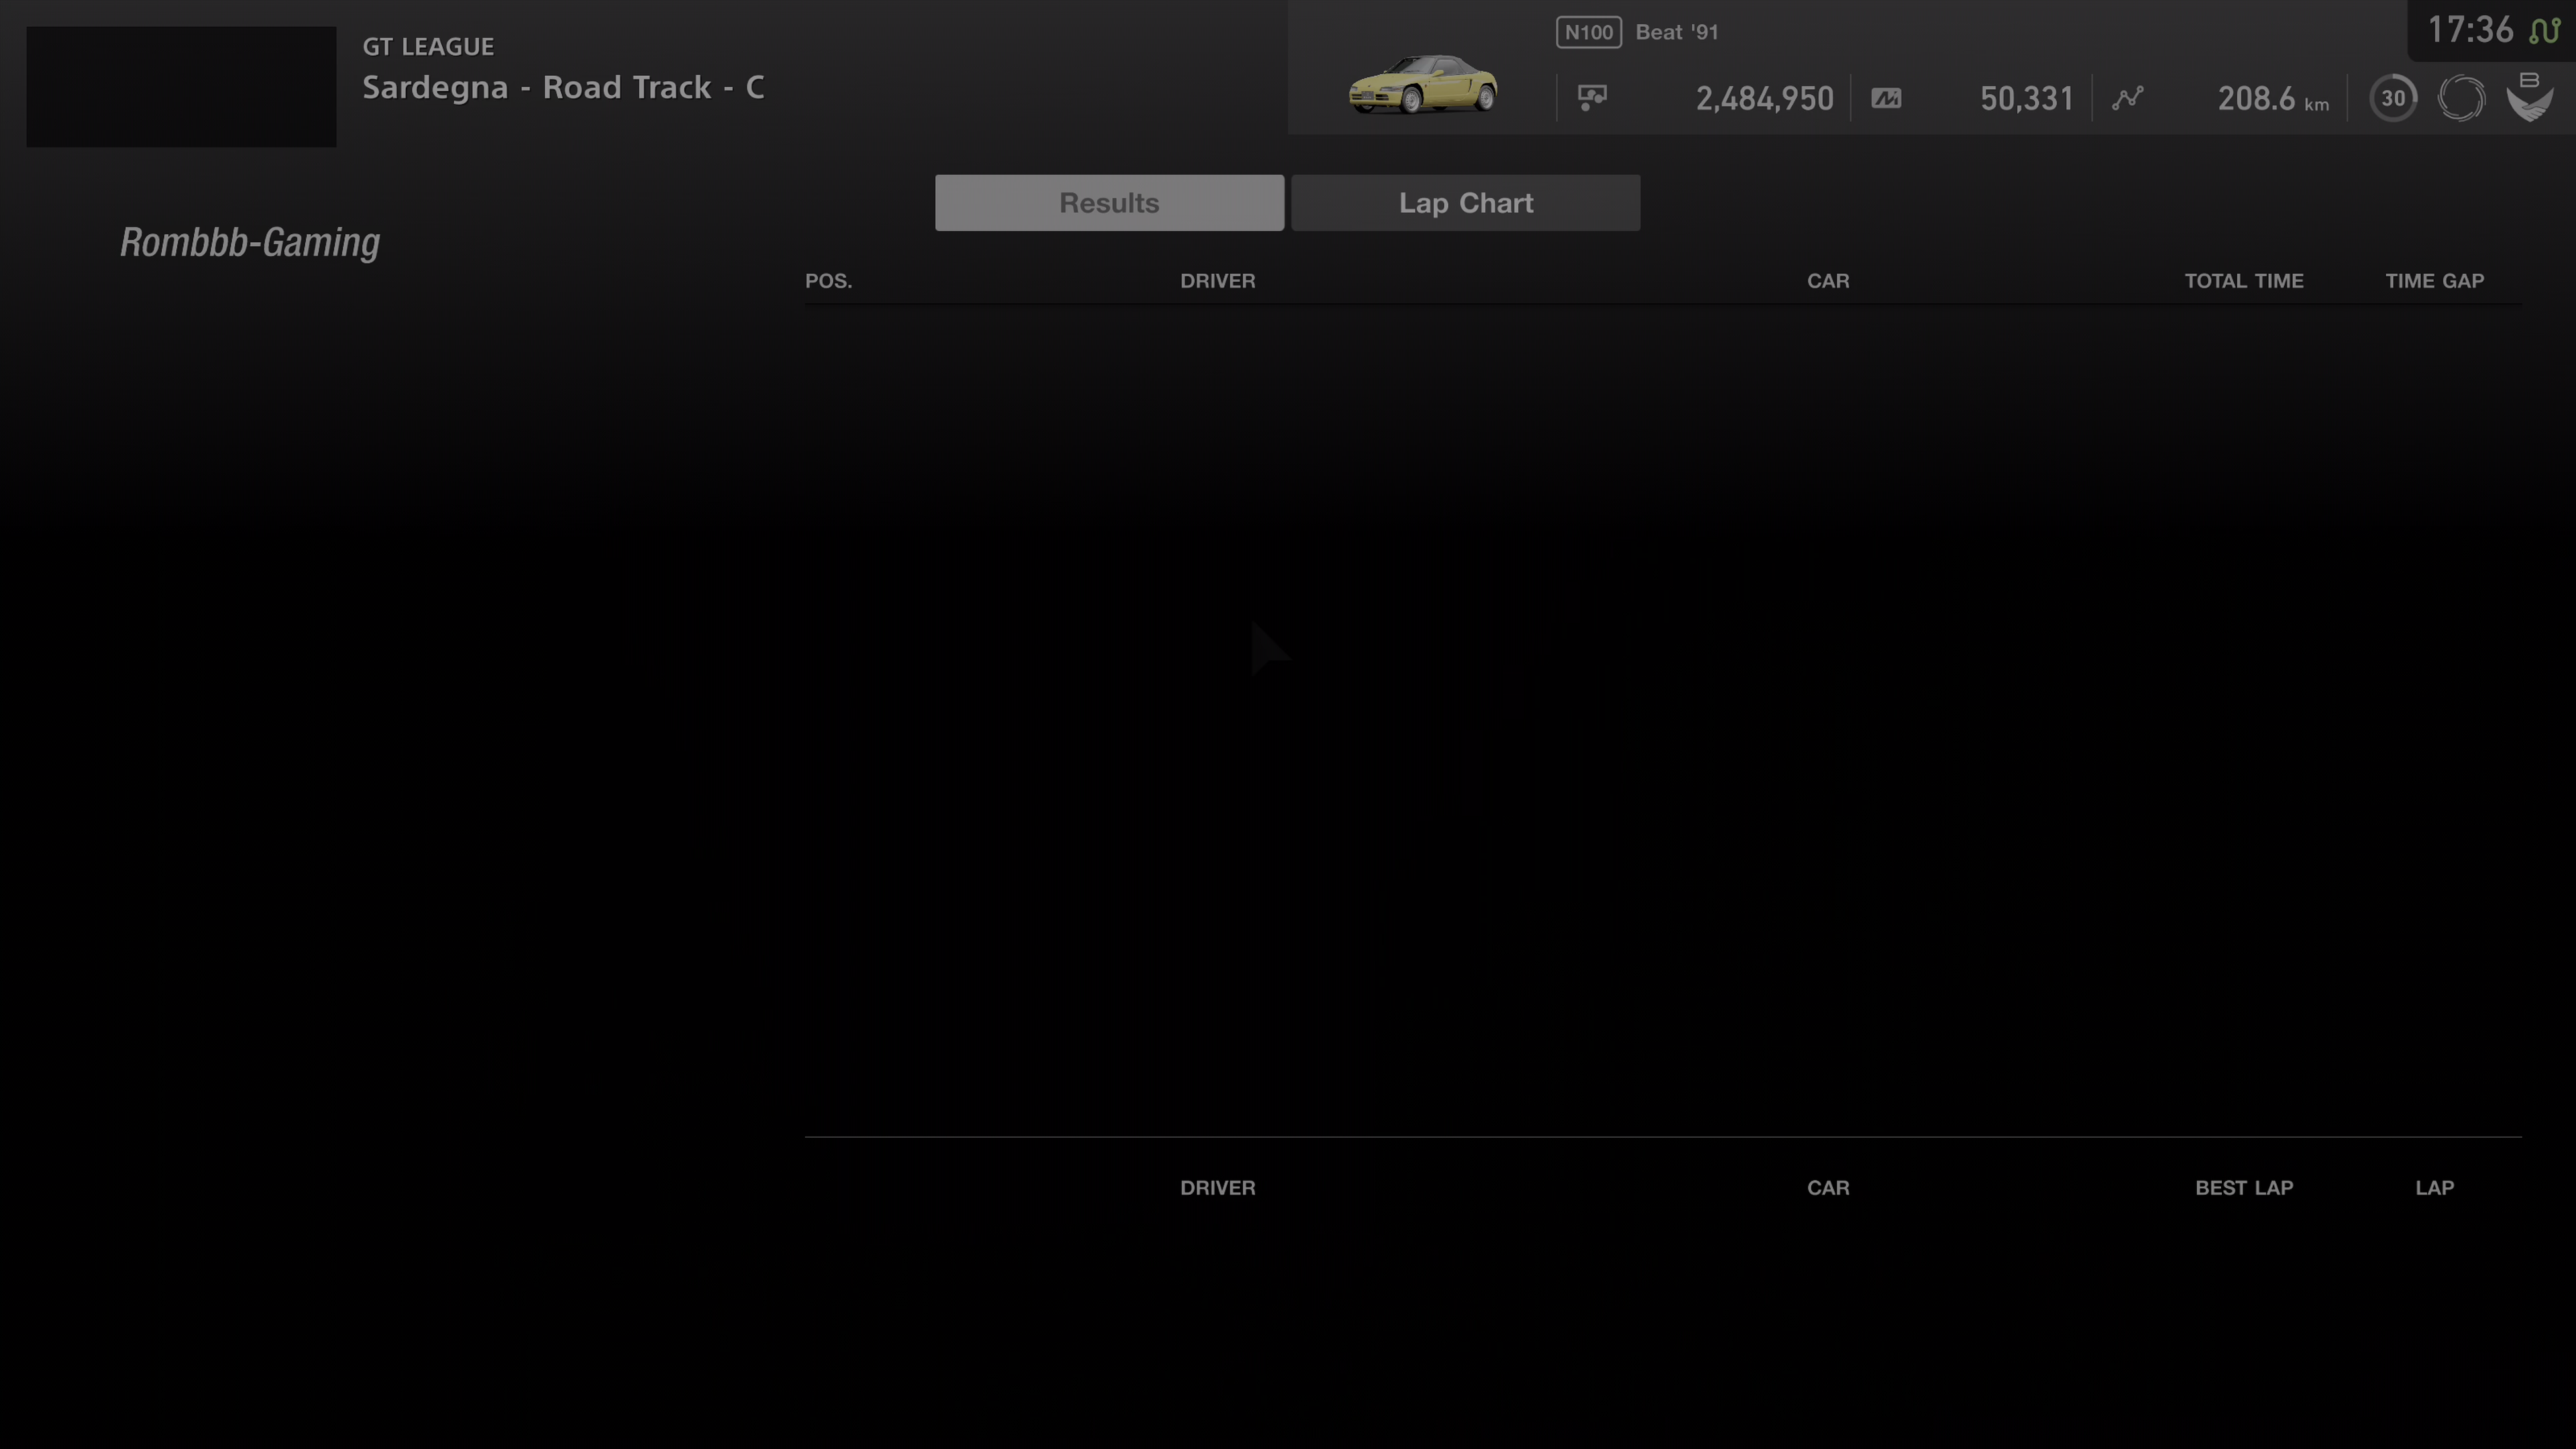 GT LEAGUE
Sardegna - Road Track - C
N100 Beat '91
17:36
2,484,950
50,331
208.6 km
30
B
Results
Lap Chart
Rombbb-Gaming
POS. DRIVER CAR TOTAL TIME TIME GAP
DRIVER CAR BEST LAP LAP